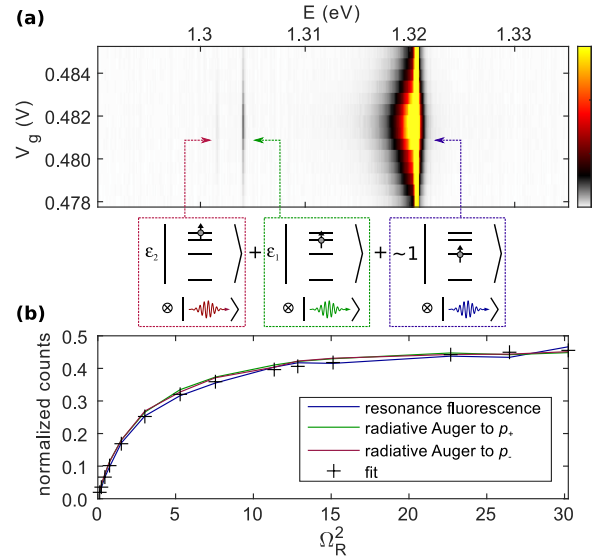 (a)
E (eV)
1.3
1.31
1.32
1.33
V_g (V)
0.484
0.482
0.480
0.478
ε₂ + ε₁ + ~1
⊗ ⊗ ⊗
(b)
normalized counts
0.5
0.4
0.3
0.2
0.1
0.0
resonance fluorescence
radiative Auger to p₊
radiative Auger to p₋
fit
0 5 10 15 20 25 30
Ω_R^2